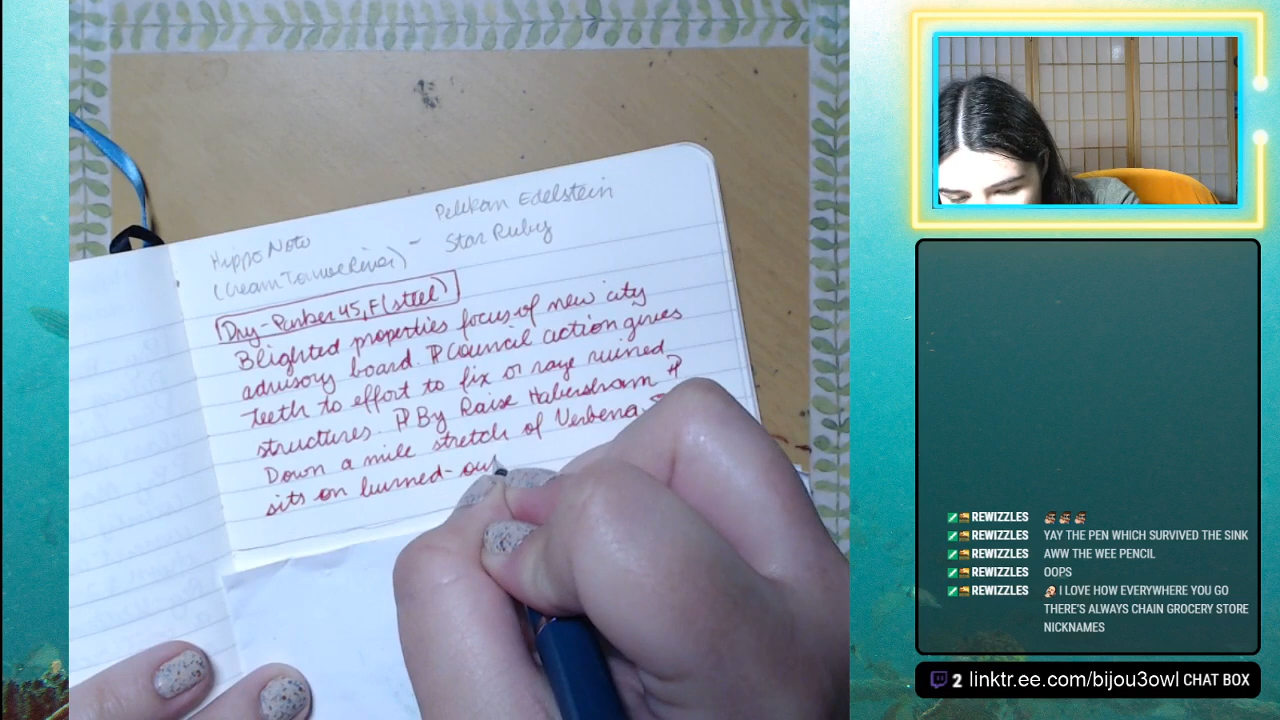 Hippo Noto
Pelikan Edelstein
(Cream Tomoe River) -
Star Ruby
Dry-Parker 45, F (steel)
Blighted properties focus of new city
advisory board. ¶ Council action gives
teeth to effort to fix or raze ruined
structures. ¶ By Raise Habersham ¶
Down a mile stretch of Verbena
sits on burned-out
REWIZZLES
REWIZZLES YAY THE PEN WHICH SURVIVED THE SINK
REWIZZLES AWW THE WEE PENCIL
REWIZZLES OOPS
REWIZZLES I LOVE HOW EVERYWHERE YOU GO
THERE'S ALWAYS CHAIN GROCERY STORE
NICKNAMES
2 linktr.ee.com/bijou3owl CHAT BOX